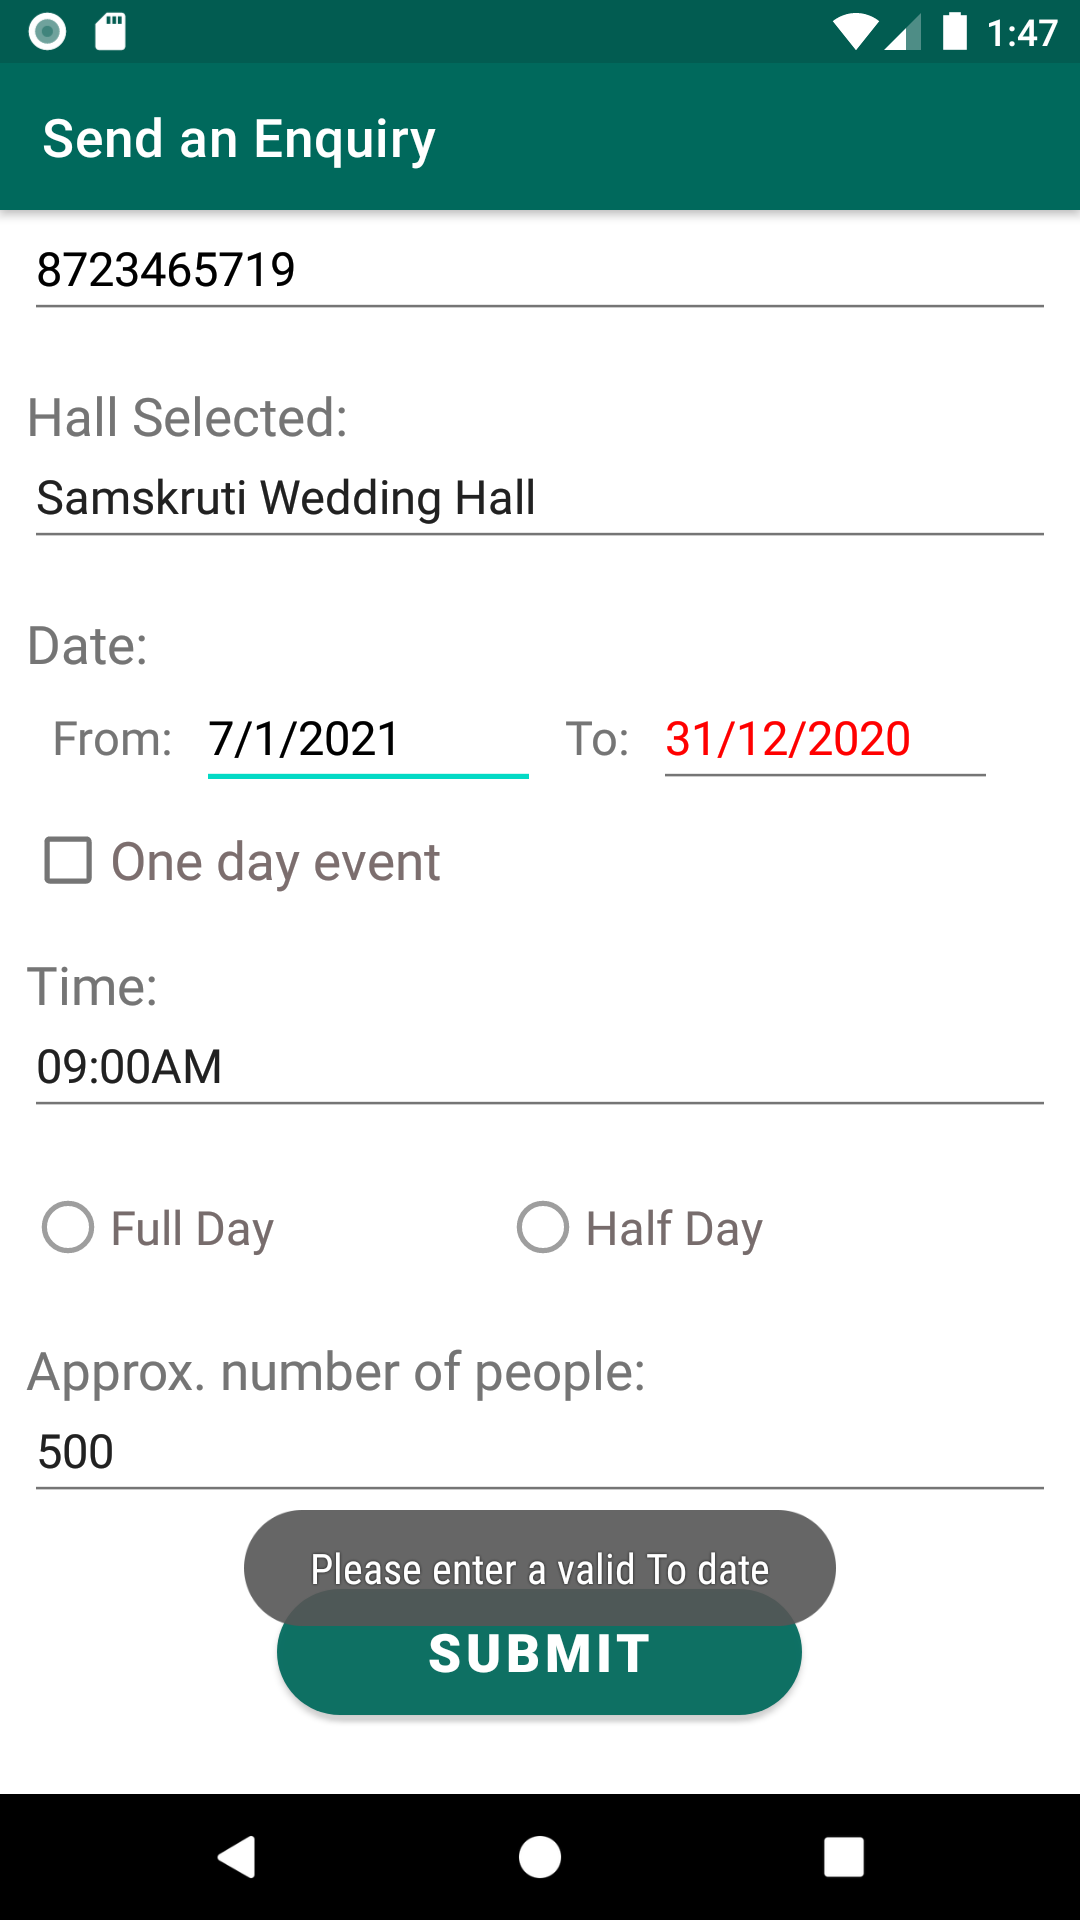 1:47
Send an Enquiry
8723465719
Hall Selected:
Samskruti Wedding Hall
Date:
From: 7/1/2021 To: 31/12/2020
One day event
Time:
09:00AM
Full Day Half Day
Approx. number of people:
500
Please enter a valid To date
SUBMIT